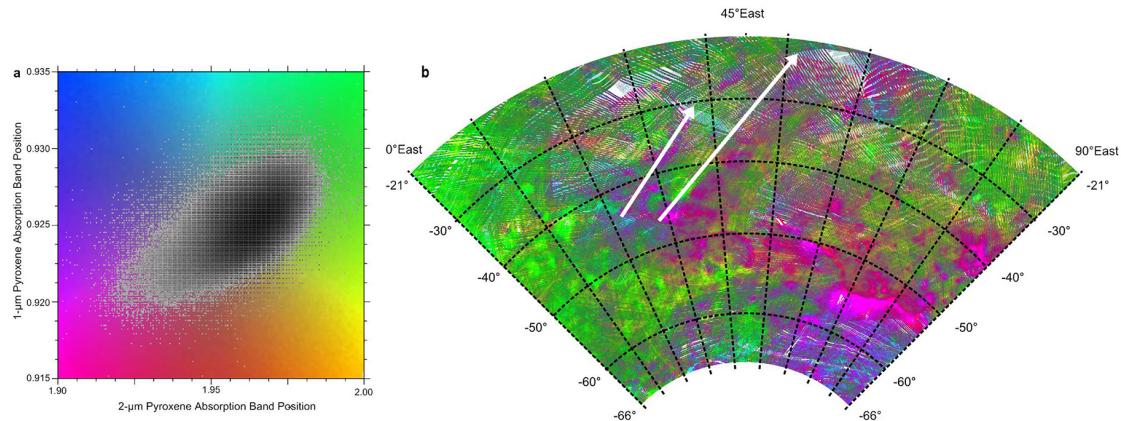 a
0.935
0.930
0.925
0.920
0.915
1.90
1.95
2.00
1-µm Pyroxene Absorption Band Position
2-µm Pyroxene Absorption Band Position
b
45°East
0°East
90°East
-21°
-21°
-30°
-30°
-40°
-40°
-50°
-50°
-60°
-60°
-66°
-66°